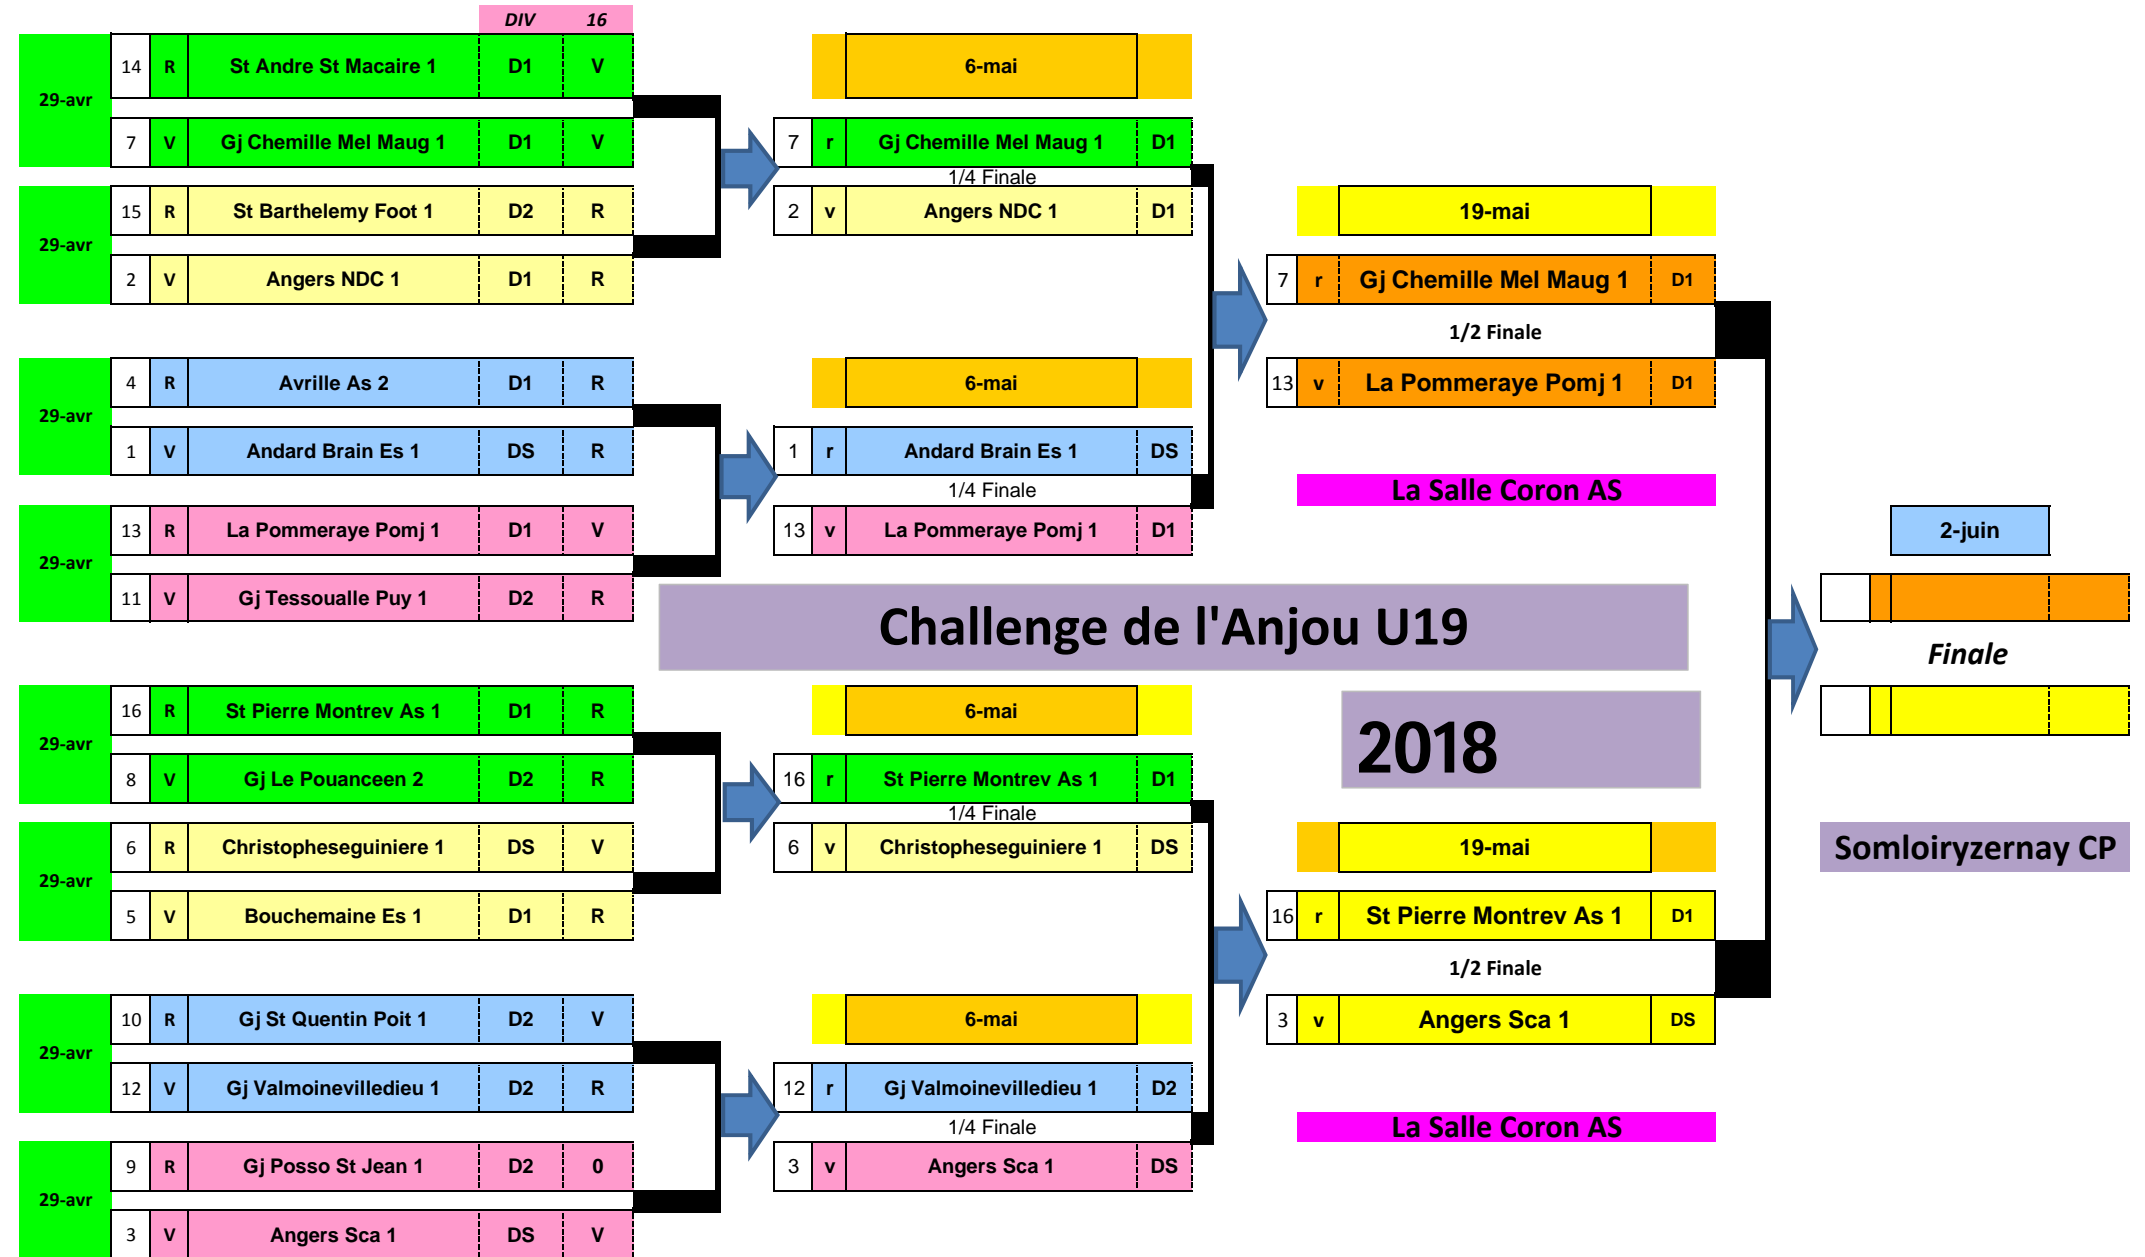 DIV 16
29-avr
14 R St Andre St Macaire 1 D1 V
7 V Gj Chemille Mel Maug 1 D1 V
29-avr
15 R St Barthelemy Foot 1 D2 R
2 V Angers NDC 1 D1 R
29-avr
4 R Avrille As 2 D1 R
1 V Andard Brain Es 1 DS R
29-avr
13 R La Pommeraye Pomj 1 D1 V
11 V Gj Tessoualle Puy 1 D2 R
29-avr
16 R St Pierre Montrev As 1 D1 R
8 V Gj Le Pouanceen 2 D2 R
29-avr
6 R Christopheseguiniere 1 DS V
5 V Bouchemaine Es 1 D1 R
29-avr
10 R Gj St Quentin Poit 1 D2 V
12 V Gj Valmoinevilledieu 1 D2 R
29-avr
9 R Gj Posso St Jean 1 D2 0
3 V Angers Sca 1 DS V
6-mai
7 r Gj Chemille Mel Maug 1 D1
1/4 Finale
2 v Angers NDC 1 D1
6-mai
1 r Andard Brain Es 1 DS
1/4 Finale
13 v La Pommeraye Pomj 1 D1
Challenge de l'Anjou U19
2018
6-mai
16 r St Pierre Montrev As 1 D1
1/4 Finale
6 v Christopheseguiniere 1 DS
6-mai
12 r Gj Valmoinevilledieu 1 D2
1/4 Finale
3 v Angers Sca 1 DS
19-mai
7 r Gj Chemille Mel Maug 1 D1
1/2 Finale
13 v La Pommeraye Pomj 1 D1
La Salle Coron AS
19-mai
16 r St Pierre Montrev As 1 D1
1/2 Finale
3 v Angers Sca 1 DS
La Salle Coron AS
2-juin
Finale
Somloiryzernay CP